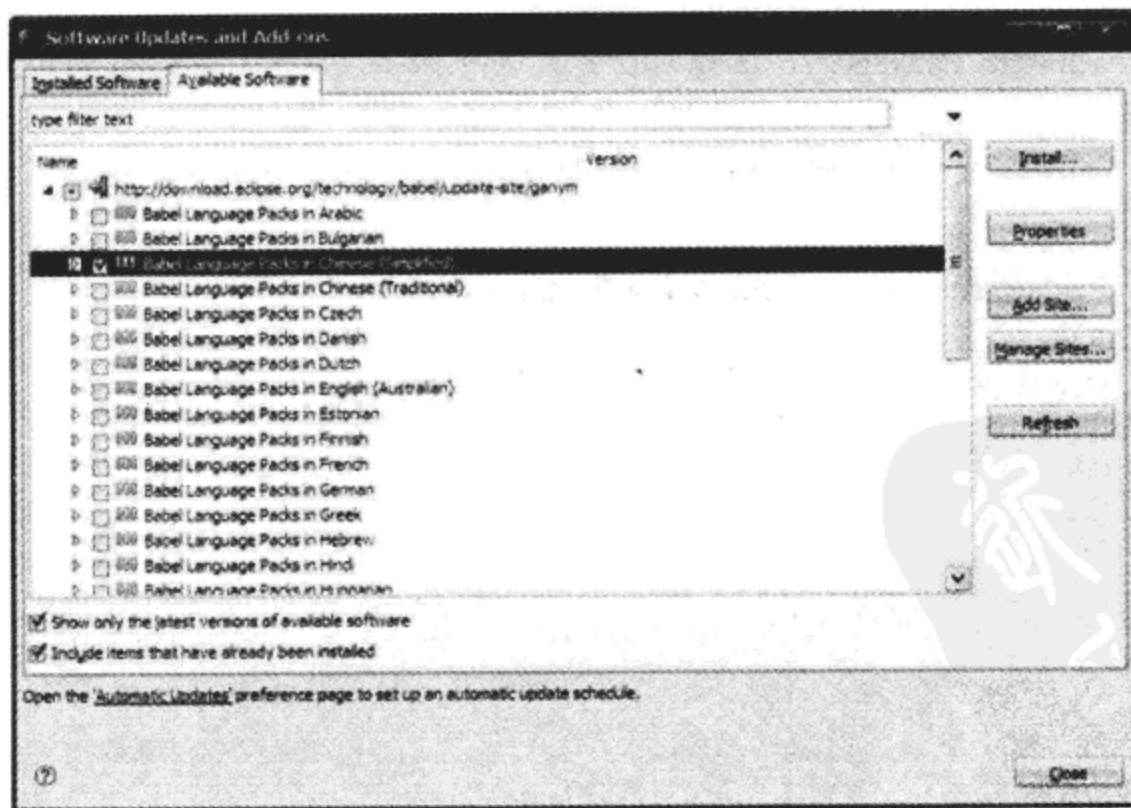 Software Updates and Add-ons
Installed Software
Available Software
type filter text
Name
Version
http://download.eclipse.org/technology/babel/update-site/ganym
Babel Language Packs in Arabic
Babel Language Packs in Bulgarian
Babel Language Packs in Chinese (Simplified)
Babel Language Packs in Chinese (Traditional)
Babel Language Packs in Czech
Babel Language Packs in Danish
Babel Language Packs in Dutch
Babel Language Packs in English (Australian)
Babel Language Packs in Estonian
Babel Language Packs in Finnish
Babel Language Packs in French
Babel Language Packs in German
Babel Language Packs in Greek
Babel Language Packs in Hebrew
Babel Language Packs in Hindi
Babel Language Packs in Hungarian
Install...
Properties
Add Site...
Manage Sites...
Refresh
Show only the latest versions of available software
Include items that have already been installed
Open the 'Automatic Updates' preference page to set up an automatic update schedule.
Close